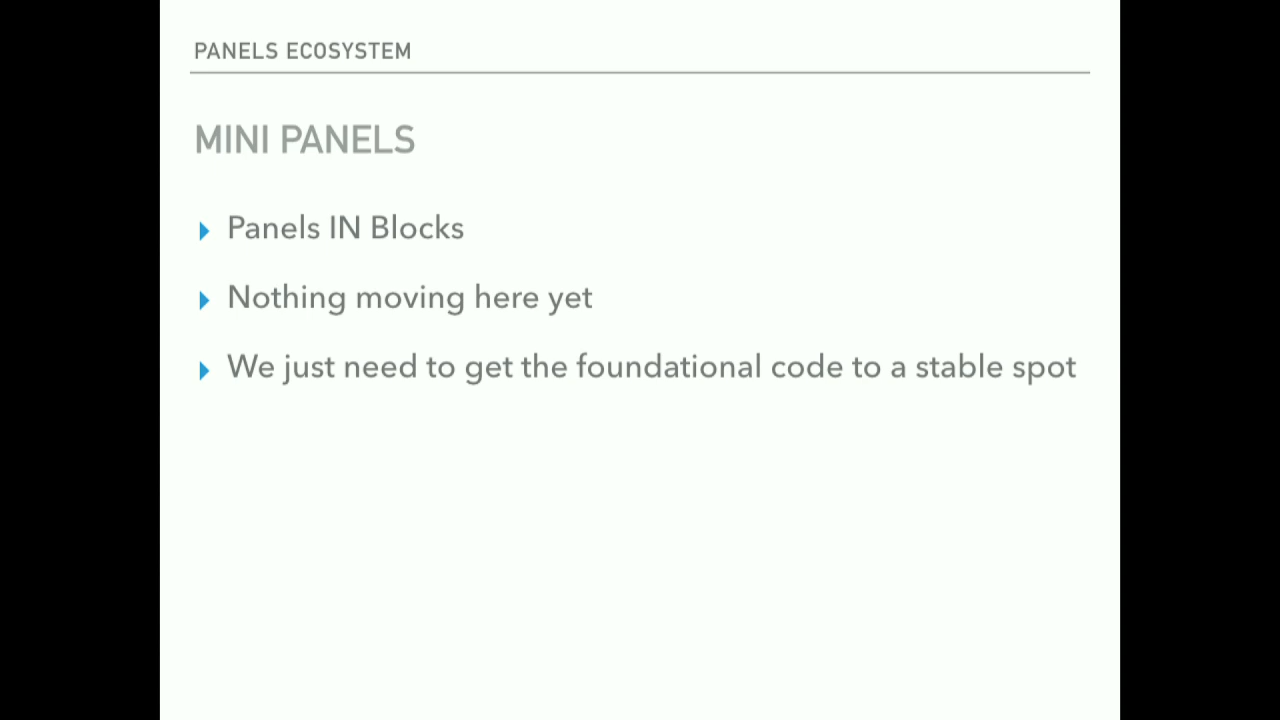 PANELS ECOSYSTEM
MINI PANELS
Panels IN Blocks
Nothing moving here yet
We just need to get the foundational code to a stable spot